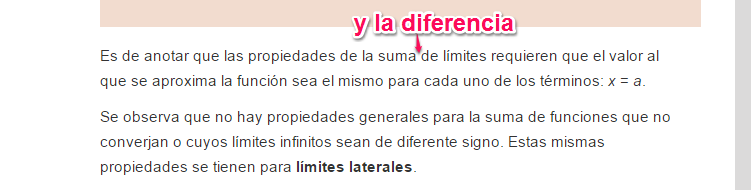 y la diferencia
Es de anotar que las propiedades de la suma de límites requieren que el valor al
que se aproxima la función sea el mismo para cada uno de los términos: x = a.
Se observa que no hay propiedades generales para la suma de funciones que no
converjan o cuyos límites infinitos sean de diferente signo. Estas mismas
propiedades se tienen para límites laterales.